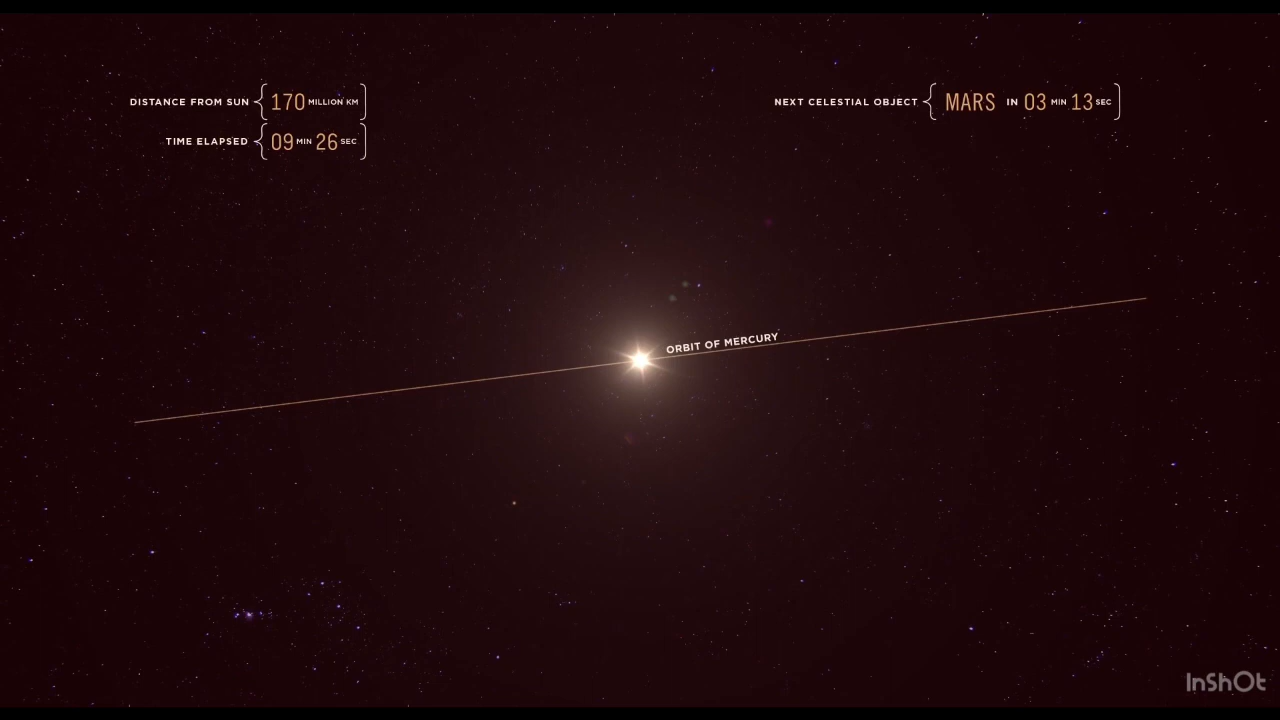 DISTANCE FROM SUN 170 MILLION KM
TIME ELAPSED 09 MIN 26 SEC
NEXT CELESTIAL OBJECT MARS IN 03 MIN 13 SEC
ORBIT OF MERCURY
InShOt